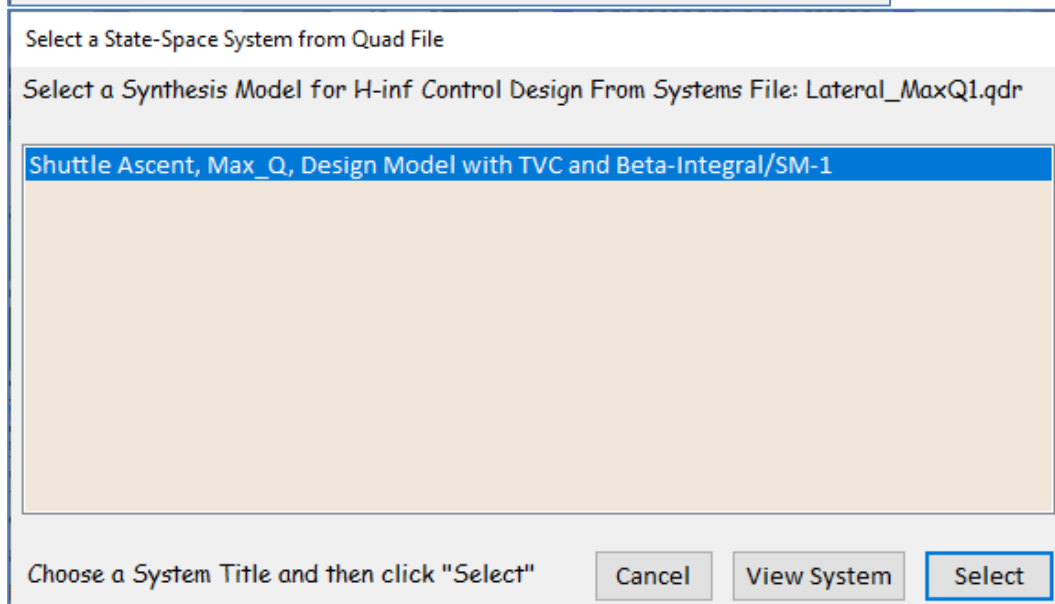 Select a State-Space System from Quad File
Select a Synthesis Model for H-inf Control Design From Systems File: Lateral_MaxQ1.qdr
Shuttle Ascent, Max_Q, Design Model with TVC and Beta-Integral/SM-1
Choose a System Title and then click "Select" Cancel View System Select